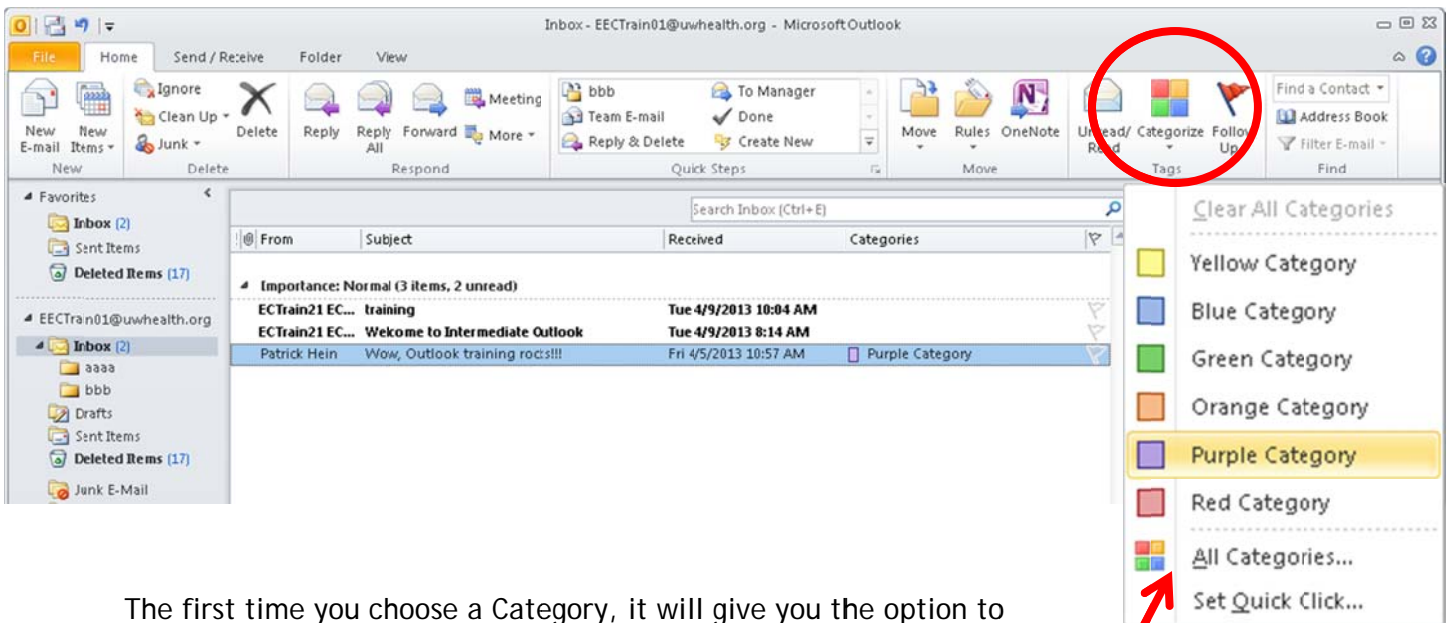 Inbox - EECTrain01@uwhealth.org - Microsoft Outlook
File Home Send / Receive Folder View
New E-mail
New Items
Ignore
Clean Up
Junk
Delete
Reply
Reply All
Forward
Meeting
More
bbb
Team E-mail
Reply & Delete
To Manager
Done
Create New
Move
Rules
OneNote
Unread/ Read
Categorize
Follow Up
Find a Contact
Address Book
Filter E-mail
New Delete Respond Quick Steps Move Tags Find
Favorites
Inbox (2)
Sent Items
Deleted Items (17)
EECTrain01@uwhealth.org
Inbox (2)
aaaa
bbb
Drafts
Sent Items
Deleted Items (17)
Junk E-Mail
Search Inbox (Ctrl+E)
From Subject Received Categories
Importance: Normal (3 items, 2 unread)
ECTrain21 EC... training Tue 4/9/2013 10:04 AM
ECTrain21 EC... Welcome to Intermediate Outlook Tue 4/9/2013 8:14 AM
Patrick Hein Wow, Outlook training rocks!!! Fri 4/5/2013 10:57 AM Purple Category
Clear All Categories
Yellow Category
Blue Category
Green Category
Orange Category
Purple Category
Red Category
All Categories...
Set Quick Click...
The first time you choose a Category, it will give you the option to